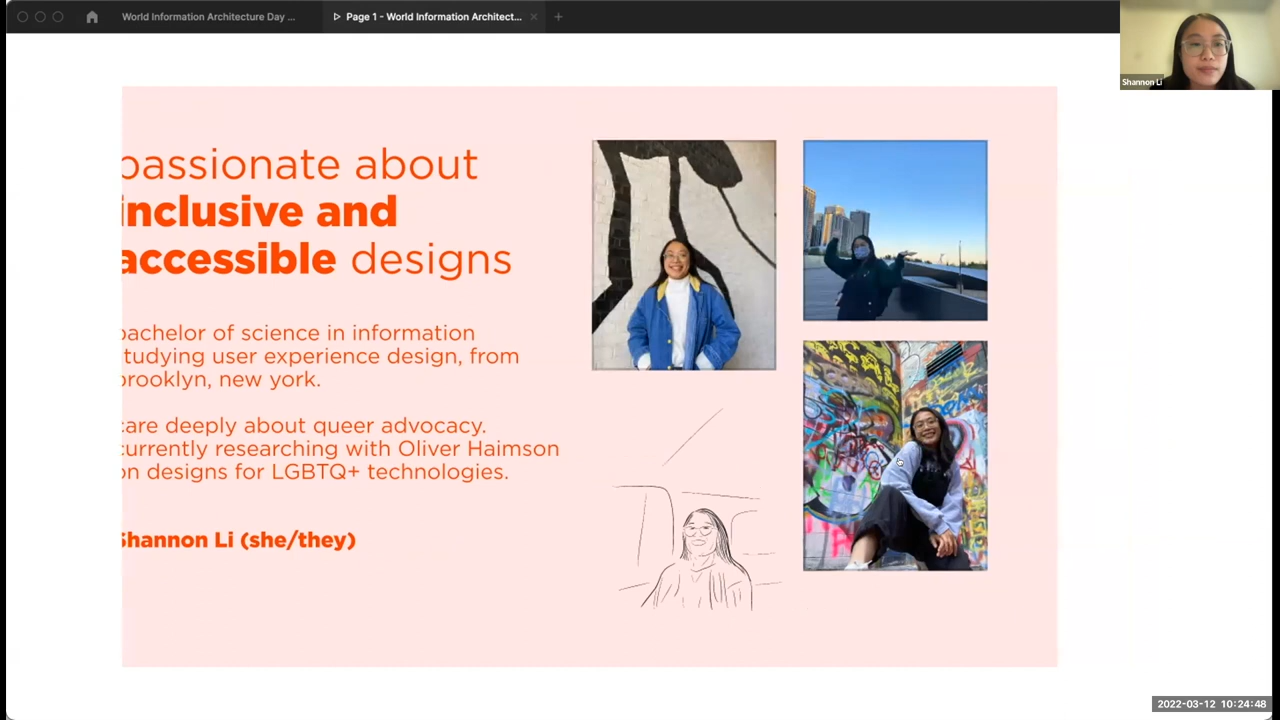 World Information Architecture Day ...
Page 1 - World Information Architect...
Shannon Li
passionate about
inclusive and
accessible designs
bachelor of science in information
studying user experience design, from
brooklyn, new york.
care deeply about queer advocacy.
currently researching with Oliver Haimson
on designs for LGBTQ+ technologies.
Shannon Li (she/they)
2022-03-12 10:24:48